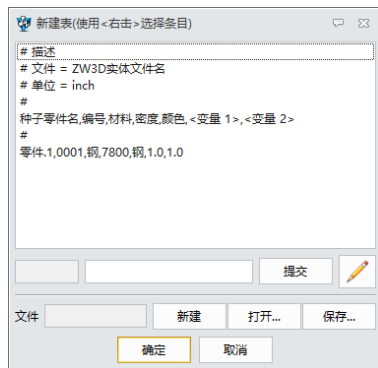 新建表(使用<右击>选择条目)
# 描述
# 文件 = ZW3D实体文件名
# 单位 = inch
#
种子零件名,编号,材料,密度,颜色,<变量 1>,<变量 2>
#
零件.1,0001,钢,7800,钢,1.0,1.0
提交
文件 新建 打开... 保存...
确定 取消